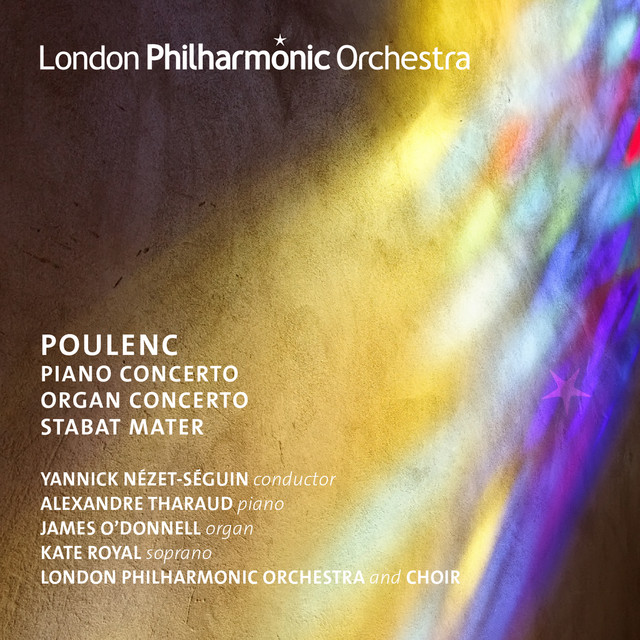 London Philharmonic Orchestra
POULENC
PIANO CONCERTO
ORGAN CONCERTO
STABAT MATER
YANNICK NÉZET-SÉGUIN conductor
ALEXANDRE THARAUD piano
JAMES O’DONNELL organ
KATE ROYAL soprano
LONDON PHILHARMONIC ORCHESTRA and CHOIR